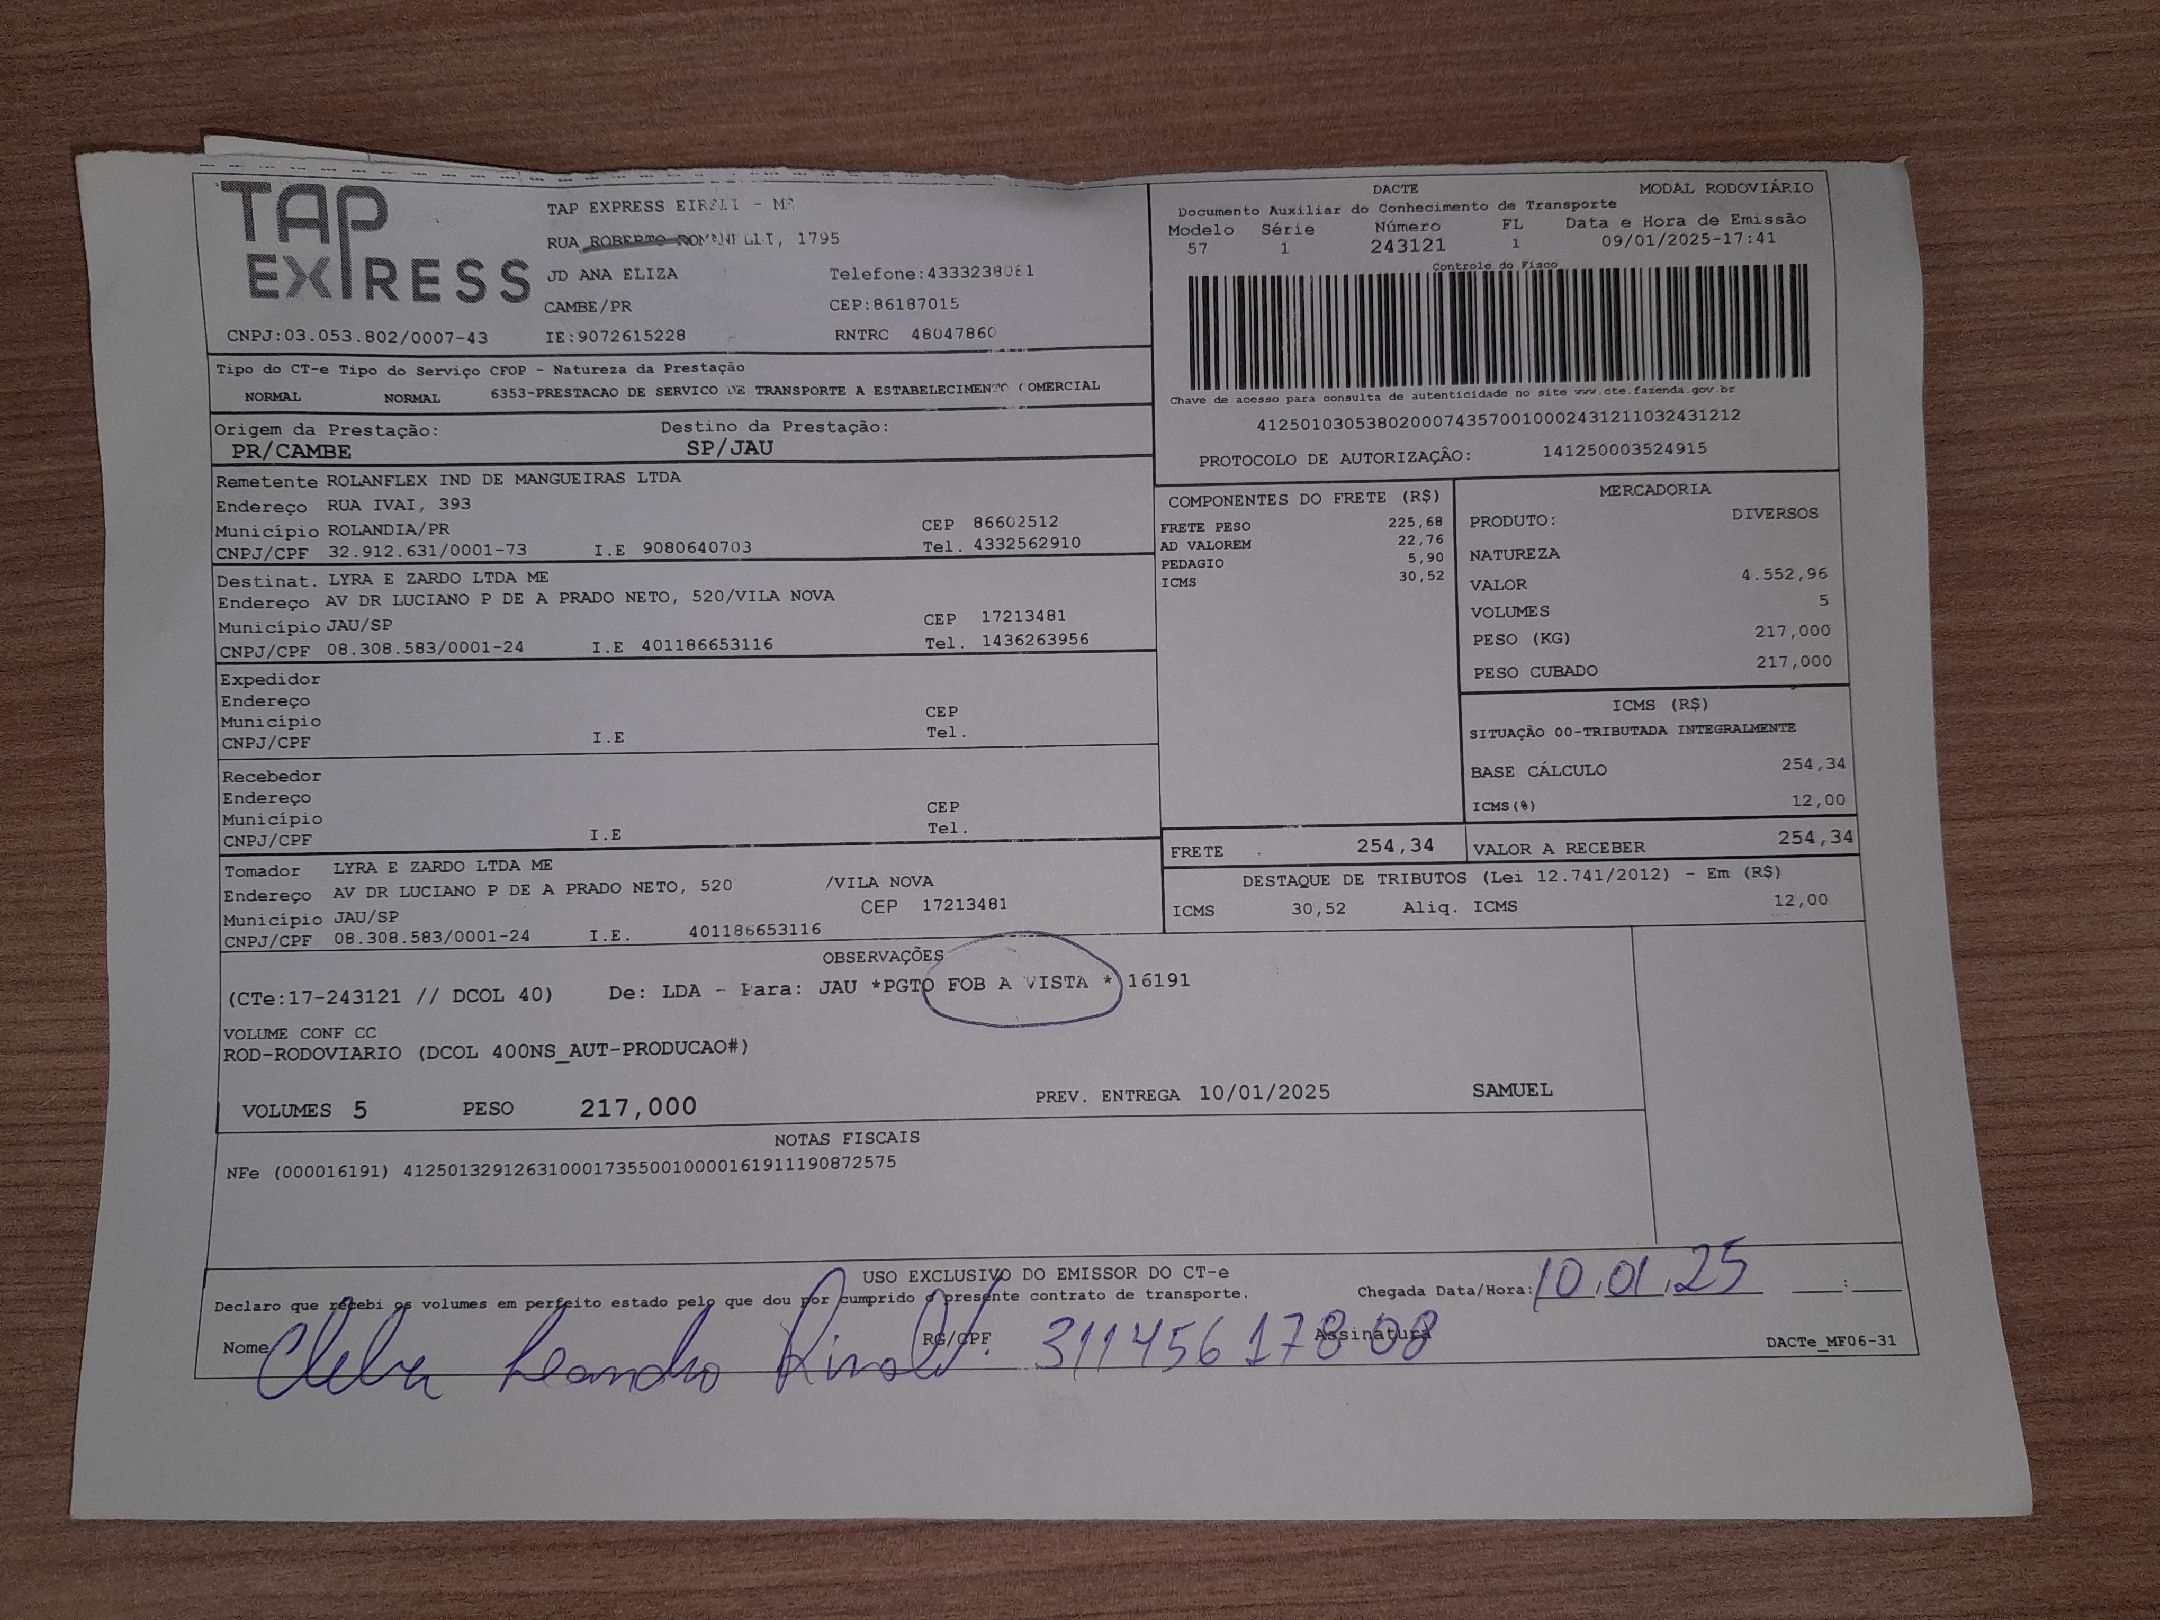 TAP
EXPRESS
TAP EXPRESS EIRELI - ME
RUA ROBERTO ROMANELLI, 1795
JD ANA ELIZA Telefone:4333238061
CAMBE/PR CEP:86187015
CNPJ:03.053.802/0007-43 IE:9072615228 RNTRC 48047860
DACTE MODAL RODOVIÁRIO
Documento Auxiliar do Conhecimento de Transporte
Modelo Série Número FL Data e Hora de Emissão
57 1 243121 1 09/01/2025-17:41
Controle do Fisco
Chave de acesso para consulta de autenticidade no site www.cte.fazenda.gov.br
41250103053802000743570010002431211032431212
PROTOCOLO DE AUTORIZAÇÃO: 141250003524915
Tipo do CT-e Tipo do Serviço CFOP - Natureza da Prestação
NORMAL NORMAL 6353-PRESTACAO DE SERVICO DE TRANSPORTE A ESTABELECIMENTO COMERCIAL
Origem da Prestação: Destino da Prestação:
PR/CAMBE SP/JAU
Remetente ROLANFLEX IND DE MANGUEIRAS LTDA
Endereço RUA IVAI, 393
Município ROLANDIA/PR CEP 86602512
CNPJ/CPF 32.912.631/0001-73 I.E 9080640703 Tel. 4332562910
Destinat. LYRA E ZARDO LTDA ME
Endereço AV DR LUCIANO P DE A PRADO NETO, 520/VILA NOVA
Município JAU/SP CEP 17213481
CNPJ/CPF 08.308.583/0001-24 I.E 401186653116 Tel. 1436263956
Expedidor
Endereço
Município CEP
CNPJ/CPF I.E Tel.
Recebedor
Endereço
Município CEP
CNPJ/CPF I.E Tel.
Tomador LYRA E ZARDO LTDA ME
Endereço AV DR LUCIANO P DE A PRADO NETO, 520 /VILA NOVA
Município JAU/SP CEP 17213481
CNPJ/CPF 08.308.583/0001-24 I.E. 401186653116
COMPONENTES DO FRETE (R$)
FRETE PESO 225,68
AD VALOREM 22,76
PEDAGIO 5,90
ICMS 30,52
MERCADORIA
PRODUTO: DIVERSOS
NATUREZA
VALOR 4.552,96
VOLUMES 5
PESO (KG) 217,000
PESO CUBADO 217,000
ICMS (R$)
SITUAÇÃO 00-TRIBUTADA INTEGRALMENTE
BASE CÁLCULO 254,34
ICMS(%) 12,00
FRETE . 254,34 VALOR A RECEBER 254,34
DESTAQUE DE TRIBUTOS (Lei 12.741/2012) - Em (R$)
ICMS 30,52 Aliq. ICMS 12,00
OBSERVAÇÕES
(CTe:17-243121 // DCOL 40) De: LDA - Para: JAU *PGTO FOB A VISTA * 16191
VOLUME CONF CC
ROD-RODOVIARIO (DCOL 400NS_AUT-PRODUCAO#)
VOLUMES 5 PESO 217,000 PREV. ENTREGA 10/01/2025 SAMUEL
NOTAS FISCAIS
NFe (000016191) 41250132912631000173550010000161911190872575
USO EXCLUSIVO DO EMISSOR DO CT-e
Declaro que recebi os volumes em perfeito estado pelo que dou por cumprido o presente contrato de transporte. Chegada Data/Hora: 10.01.25 :
Nome Leandro RG/CPF 311456178 08 Assinatura DACTe_MF06-31